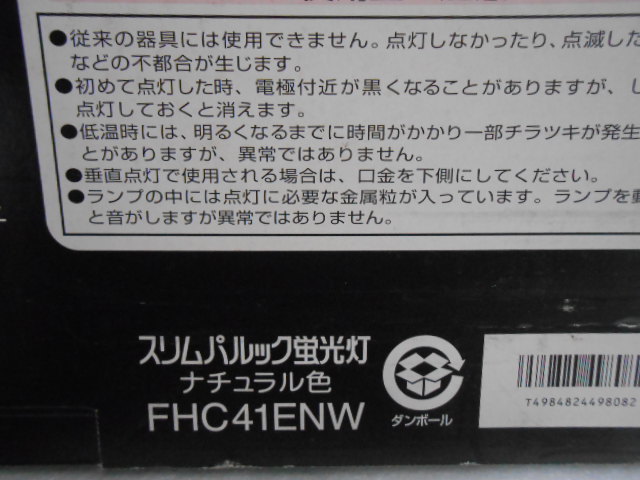 ●従来の器具には使用できません。点灯しなかったり、点滅した
などの不都合が生じます。
●初めて点灯した時、電極付近が黒くなることがありますが、し
点灯しておくと消えます。
●低温時には、明るくなるまでに時間がかかり一部チラツキが発生
とがありますが、異常ではありません。
●垂直点灯で使用される場合は、口金を下側にしてください。
●ランプの中には点灯に必要な金属粒が入っています。ランプを動
と音がしますが異常ではありません。
スリムパルック蛍光灯
ナチュラル色
FHC41ENW
ダンボール
T4984824498082